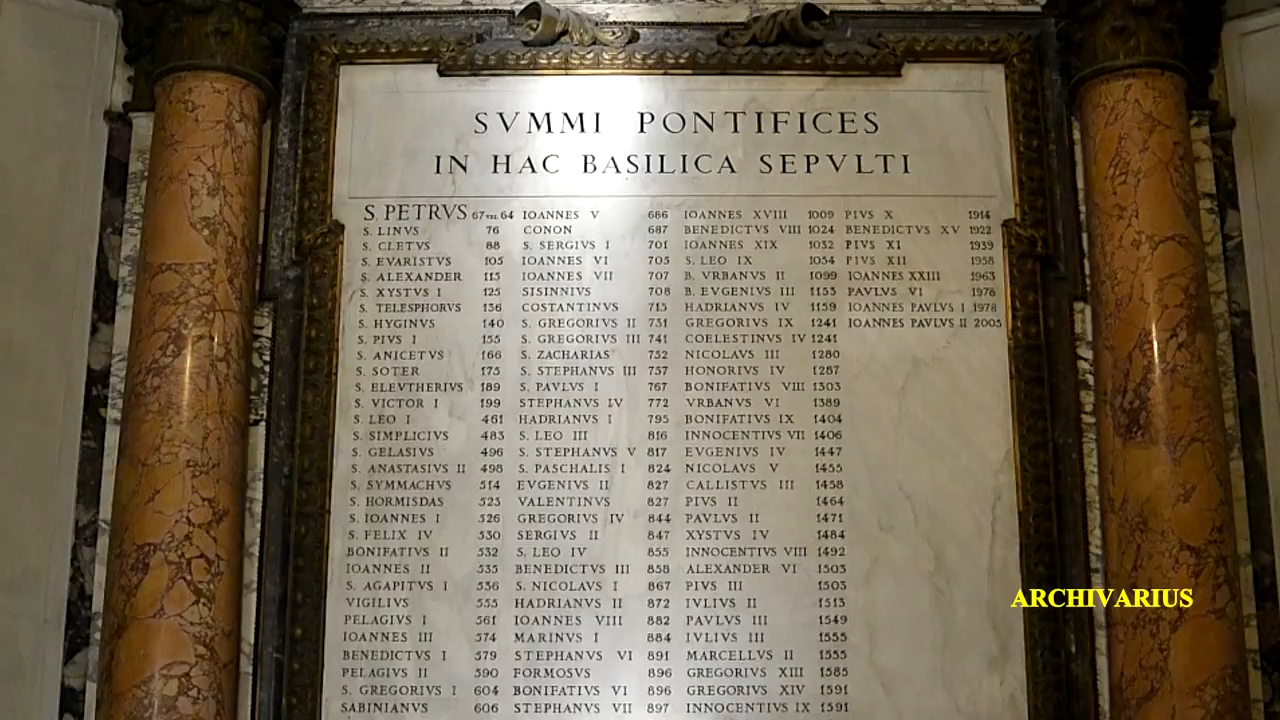 SVMMI PONTIFICES
IN HAC BASILICA SEPVLTI
S. PETRVS 67 VEL 64
S. LINVS 76
S. CLETVS 88
S. EVARISTVS 105
S. ALEXANDER 115
S. XYSTVS I 125
S. TELESPHORVS 136
S. HYGINVS 140
S. PIVS I 155
S. ANICETVS 166
S. SOTER 175
S. ELEVTHERIVS 189
S. VICTOR I 199
S. LEO I 461
S. SIMPLICIVS 483
S. GELASIVS 496
S. ANASTASIVS II 498
S. SYMMACHVS 514
S. HORMISDAS 523
S. IOANNES I 526
S. FELIX IV 530
BONIFATIVS II 532
IOANNES II 535
S. AGAPITVS I 536
VIGILIVS 555
PELAGIVS I 561
IOANNES III 574
BENEDICTVS I 579
PELAGIVS II 590
S. GREGORIVS I 604
SABINIANVS 606
IOANNES V 686
CONON 687
S. SERGIVS I 701
IOANNES VI 705
IOANNES VII 707
SISINNIVS 708
COSTANTINVS 715
S. GREGORIVS II 731
S. GREGORIVS III 741
S. ZACHARIAS 752
S. STEPHANVS III 757
S. PAVLVS I 767
STEPHANVS IV 772
HADRIANVS I 795
S. LEO III 816
S. STEPHANVS V 817
S. PASCHALIS I 824
EVGENIVS II 827
VALENTINVS 827
GREGORIVS IV 844
SERGIVS II 847
S. LEO IV 855
BENEDICTVS III 858
S. NICOLAVS I 867
HADRIANVS II 872
IOANNES VIII 882
MARINVS I 884
STEPHANVS VI 891
FORMOSVS 896
BONIFATIVS VI 896
STEPHANVS VII 897
IOANNES XVIII 1009
BENEDICTVS VIII 1024
IOANNES XIX 1032
S. LEO IX 1054
B. VRBANVS II 1099
B. EVGENIVS III 1153
HADRIANVS IV 1159
GREGORIVS IX 1241
COELESTINVS IV 1241
NICOLAVS III 1280
HONORIVS IV 1287
BONIFATIVS VIII 1303
VRBANVS VI 1389
BONIFATIVS IX 1404
INNOCENTIVS VII 1406
EVGENIVS IV 1447
NICOLAVS V 1455
CALLISTVS III 1458
PIVS II 1464
PAVLVS II 1471
XYSTVS IV 1484
INNOCENTIVS VIII 1492
ALEXANDER VI 1503
PIVS III 1503
IVLIVS II 1513
PAVLVS III 1549
IVLIVS III 1555
MARCELLVS II 1555
GREGORIVS XIII 1585
GREGORIVS XIV 1591
INNOCENTIVS IX 1591
PIVS X 1914
BENEDICTVS XV 1922
PIVS XI 1939
PIVS XII 1958
IOANNES XXIII 1963
PAVLVS VI 1978
IOANNES PAVLVS I 1978
IOANNES PAVLVS II 2005
ARCHIVARIUS